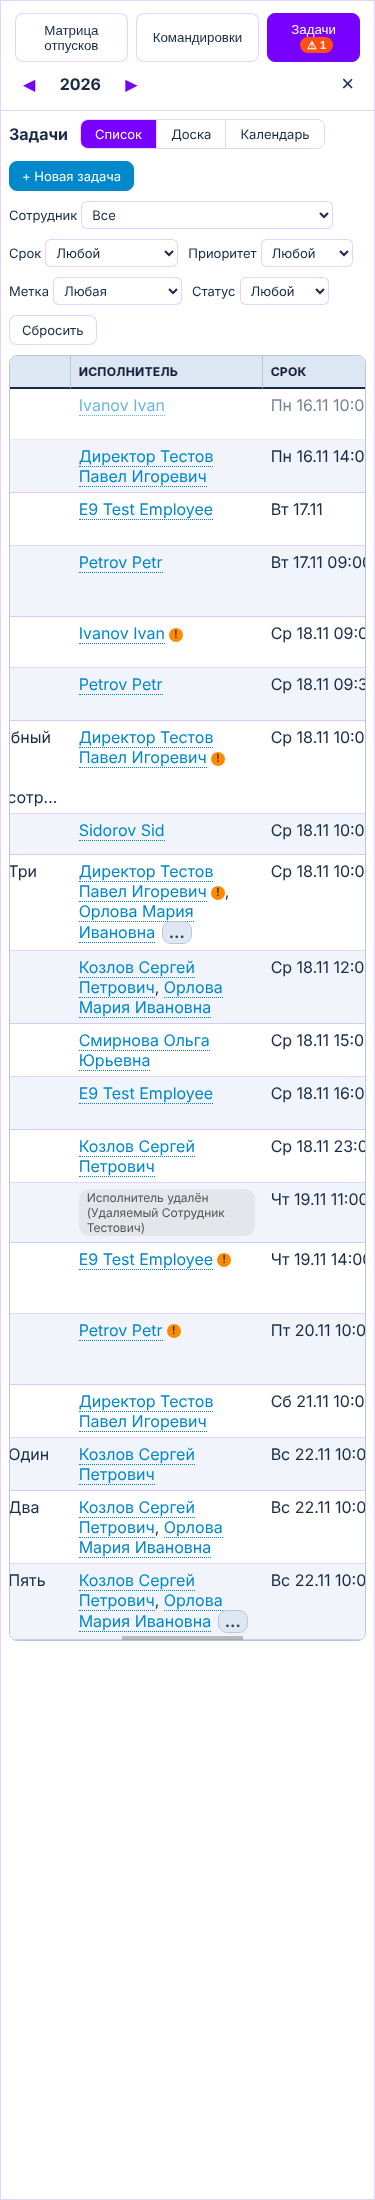 Матрица отпусков
Командировки
Задачи
⚠ 1
◀ 2026 ▶ ×
Задачи Список Доска Календарь
+ Новая задача
Сотрудник Все
Срок Любой Приоритет Любой
Метка Любая Статус Любой
Сбросить
ИСПОЛНИТЕЛЬ СРОК
Ivanov Ivan Пн 16.11 10:0
Директор Тестов Пн 16.11 14:0
Павел Игоревич
E9 Test Employee Вт 17.11
Petrov Petr Вт 17.11 09:00
Ivanov Ivan ! Ср 18.11 09:0
Petrov Petr Ср 18.11 09:3
бный Директор Тестов Ср 18.11 10:0
Павел Игоревич !
сотр...
Sidorov Sid Ср 18.11 10:0
Три Директор Тестов Ср 18.11 10:0
Павел Игоревич !,
Орлова Мария
Ивановна ...
Козлов Сергей Ср 18.11 12:0
Петрович, Орлова
Мария Ивановна
Смирнова Ольга Ср 18.11 15:0
Юрьевна
E9 Test Employee Ср 18.11 16:0
Козлов Сергей Ср 18.11 23:0
Петрович
Исполнитель удалён Чт 19.11 11:00
(Удаляемый Сотрудник
Тестович)
E9 Test Employee ! Чт 19.11 14:00
Petrov Petr ! Пт 20.11 10:0
Директор Тестов Сб 21.11 10:0
Павел Игоревич
Один Козлов Сергей Вс 22.11 10:0
Петрович
Два Козлов Сергей Вс 22.11 10:0
Петрович, Орлова
Мария Ивановна
Пять Козлов Сергей Вс 22.11 10:0
Петрович, Орлова
Мария Ивановна ...